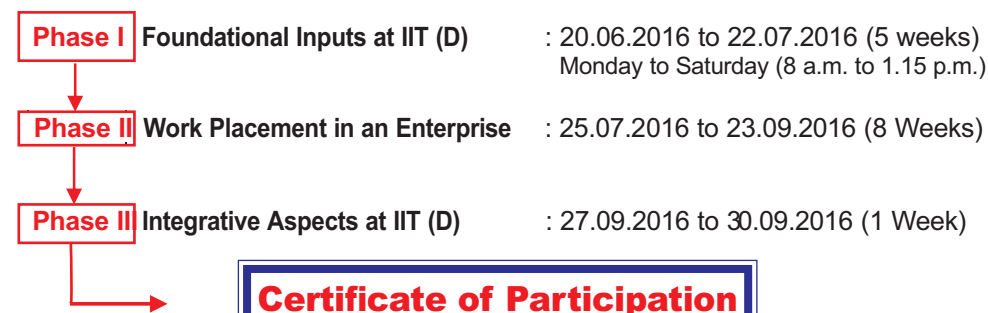 Phase I Foundational Inputs at IIT (D) : 20.06.2016 to 22.07.2016 (5 weeks)
Monday to Saturday (8 a.m. to 1.15 p.m.)
Phase II Work Placement in an Enterprise : 25.07.2016 to 23.09.2016 (8 Weeks)
Phase III Integrative Aspects at IIT (D) : 27.09.2016 to 30.09.2016 (1 Week)
Certificate of Participation